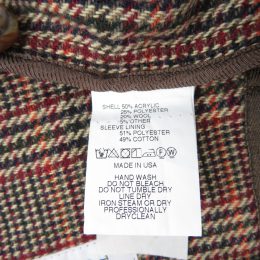 SHELL 50% ACRYLIC
25% POLYESTER
20% WOOL
5% OTHER
SLEEVE LINING
51% POLYESTER
49% COTTON
MADE IN USA
HAND WASH
DO NOT BLEACH
DO NOT TUMBLE DRY
LINE DRY
IRON STEAM OR DRY
PROFESSIONALLY
DRYCLEAN